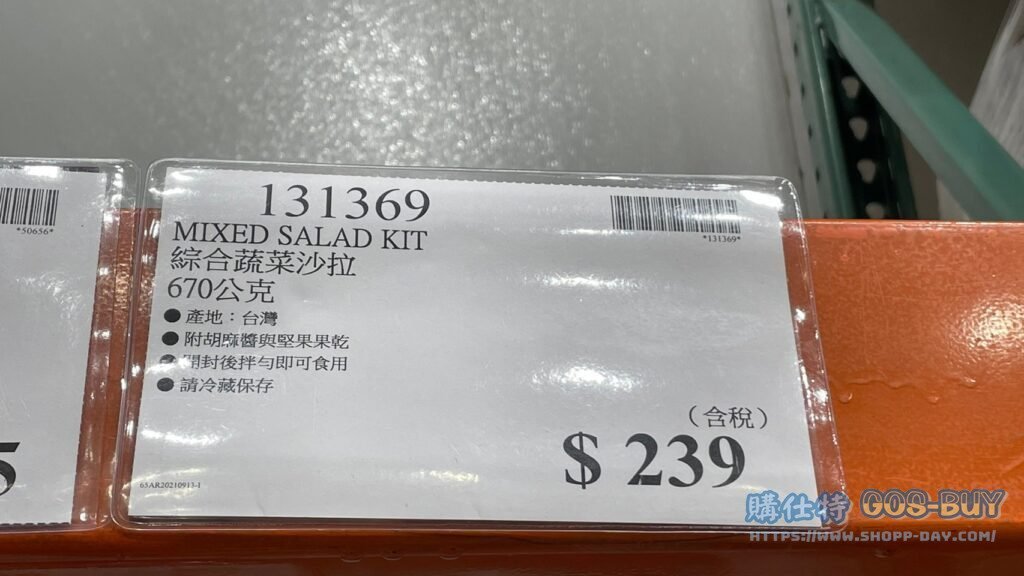 *50656*
5
131369
*131369*
MIXED SALAD KIT
綜合蔬菜沙拉
670公克
●產地：台灣
●附胡麻醬與堅果果乾
●開封後拌勻即可食用
●請冷藏保存
（含稅）
$ 239
65AR20210913-1
購仕特 GOS-BUY
HTTPS://WWW.SHOPP-DAY.COM/